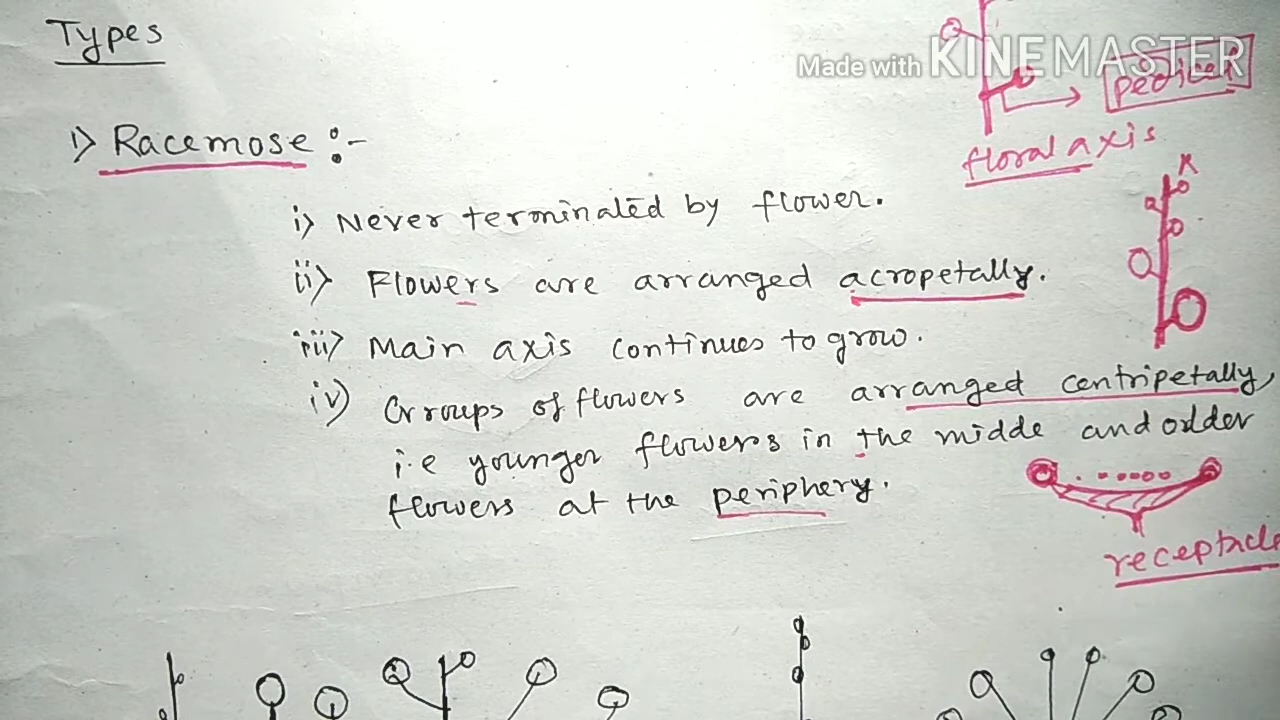 Types
Made with KINEMASTER
pedicel
1) Racemose :-
floral axis
i) Never terminated by flower.
ii) Flowers are arranged acropetally.
iii) Main axis continues to grow.
iv) Groups of flowers are arranged centripetally,
i.e younger flowers in the midde and older
flowers at the periphery.
receptacle